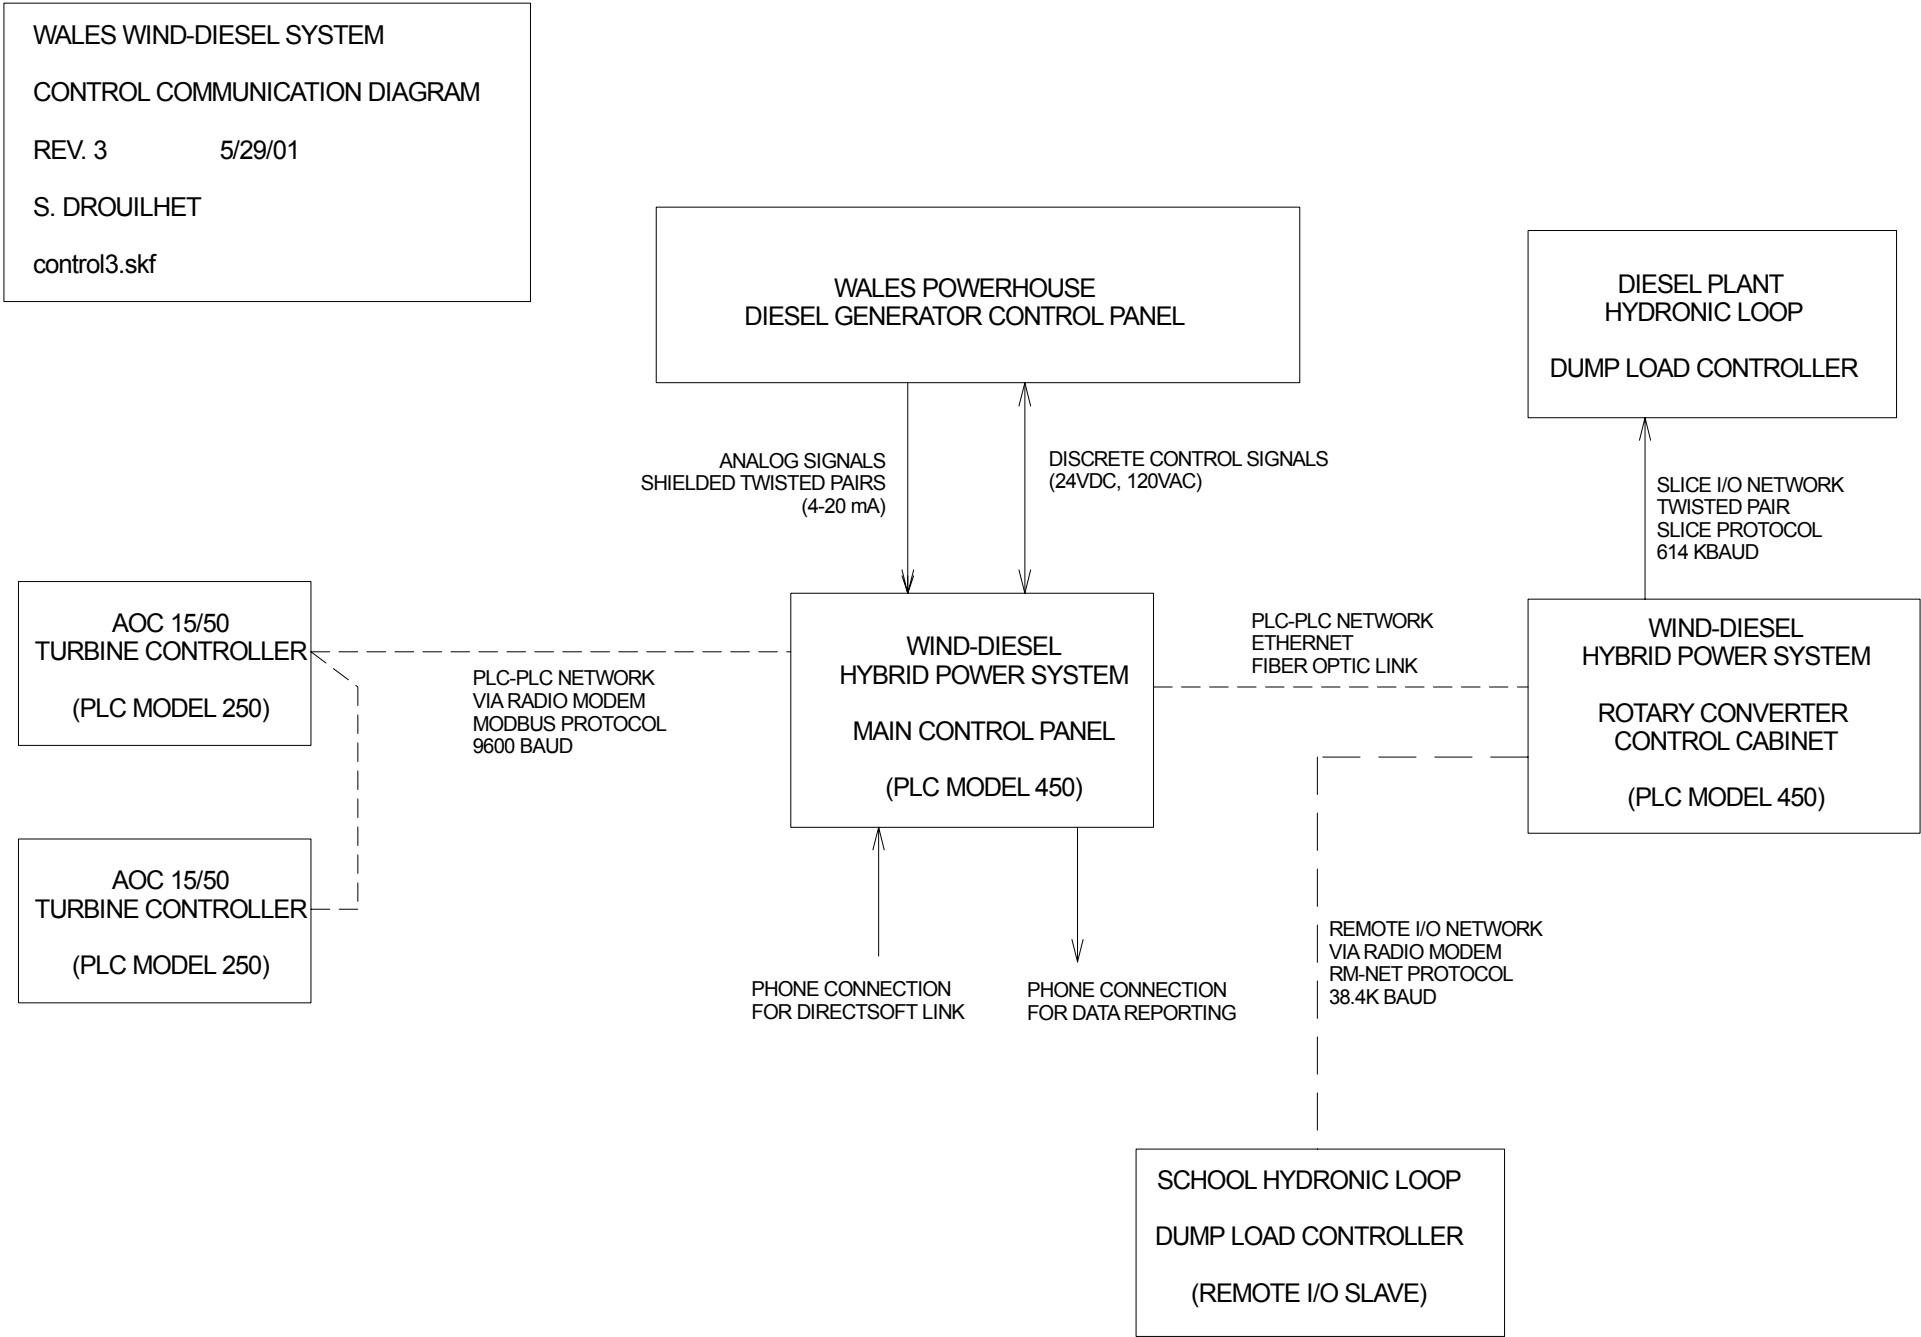 WALES WIND-DIESEL SYSTEM
CONTROL COMMUNICATION DIAGRAM
REV. 3 5/29/01
S. DROUILHET
control3.skf
WALES POWERHOUSE
DIESEL GENERATOR CONTROL PANEL
DIESEL PLANT
HYDRONIC LOOP
DUMP LOAD CONTROLLER
ANALOG SIGNALS
SHIELDED TWISTED PAIRS
(4-20 mA)
DISCRETE CONTROL SIGNALS
(24VDC, 120VAC)
SLICE I/O NETWORK
TWISTED PAIR
SLICE PROTOCOL
614 KBAUD
AOC 15/50
TURBINE CONTROLLER
(PLC MODEL 250)
PLC-PLC NETWORK
VIA RADIO MODEM
MODBUS PROTOCOL
9600 BAUD
WIND-DIESEL
HYBRID POWER SYSTEM
MAIN CONTROL PANEL
(PLC MODEL 450)
PLC-PLC NETWORK
ETHERNET
FIBER OPTIC LINK
WIND-DIESEL
HYBRID POWER SYSTEM
ROTARY CONVERTER
CONTROL CABINET
(PLC MODEL 450)
AOC 15/50
TURBINE CONTROLLER
(PLC MODEL 250)
PHONE CONNECTION
FOR DIRECTSOFT LINK
PHONE CONNECTION
FOR DATA REPORTING
REMOTE I/O NETWORK
VIA RADIO MODEM
RM-NET PROTOCOL
38.4K BAUD
SCHOOL HYDRONIC LOOP
DUMP LOAD CONTROLLER
(REMOTE I/O SLAVE)